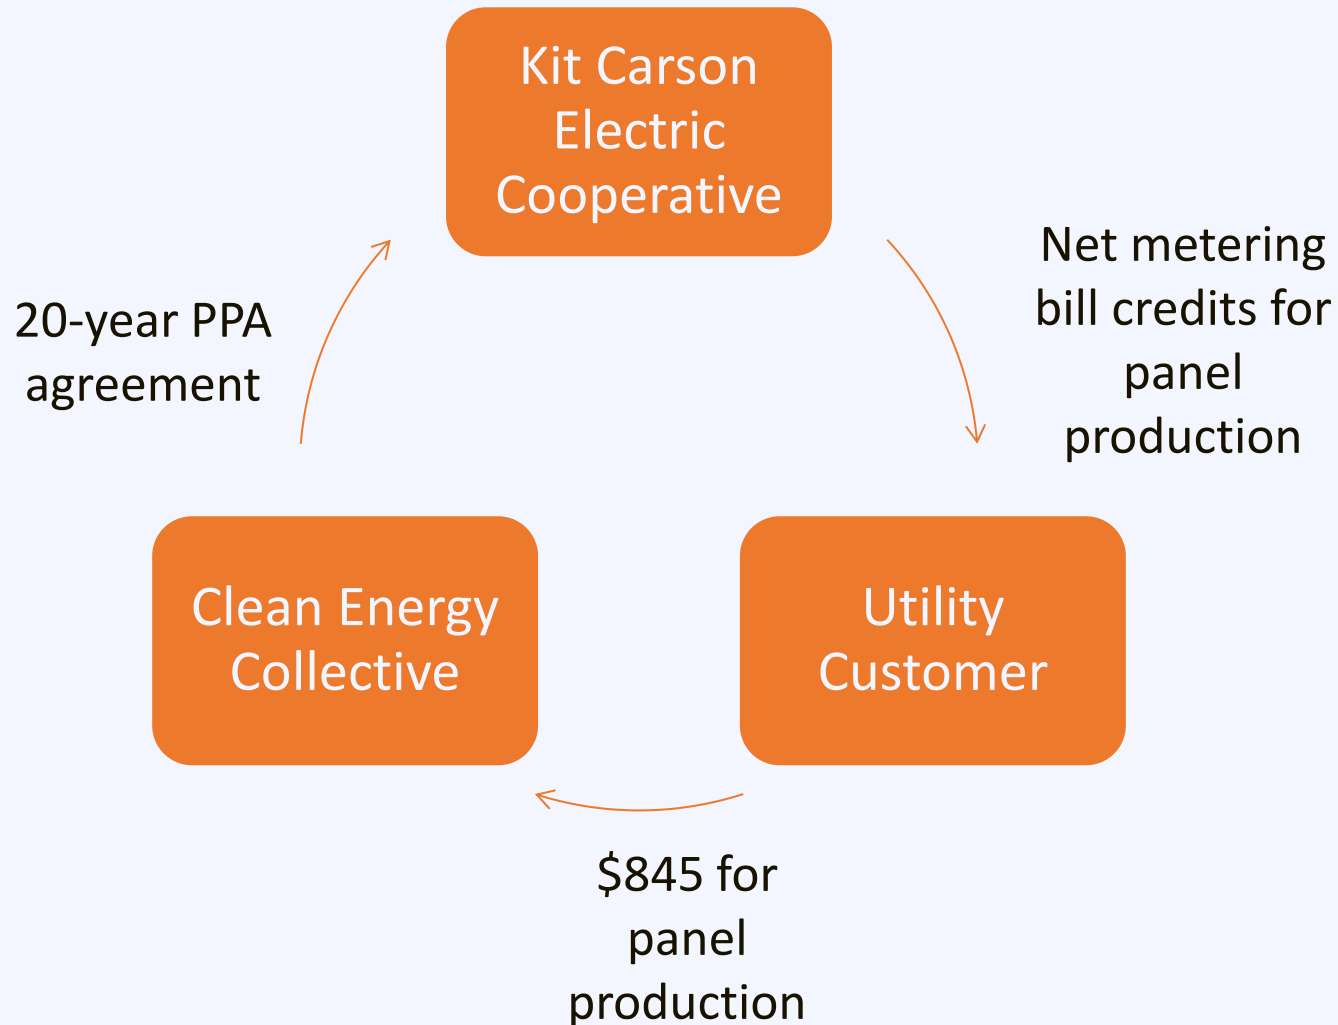 Kit Carson
Electric
Cooperative
Net metering
bill credits for
panel
production
20-year PPA
agreement
Clean Energy
Collective
Utility
Customer
$845 for
panel
production